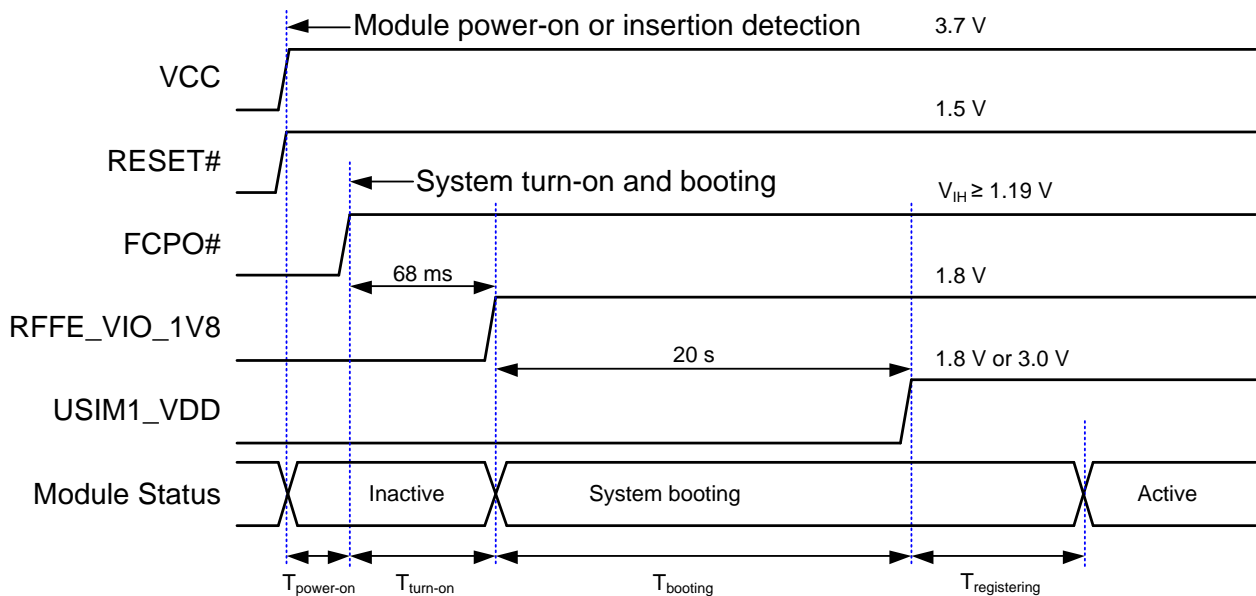 Module power-on or insertion detection 3.7 V
VCC
1.5 V
RESET#
System turn-on and booting VIH ≥ 1.19 V
FCPO#
68 ms 1.8 V
RFFE_VIO_1V8
20 s 1.8 V or 3.0 V
USIM1_VDD
Module Status Inactive System booting Active
Tpower-on Tturn-on Tbooting Tregistering